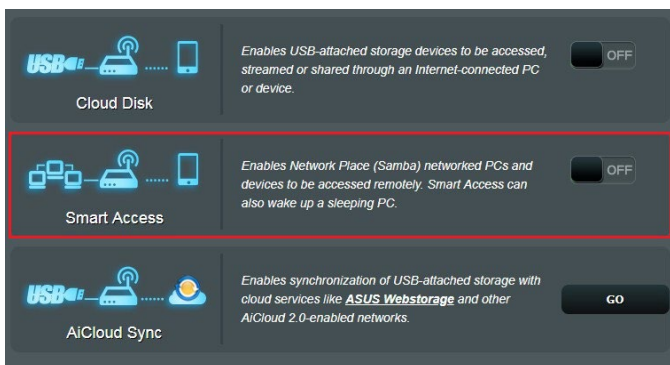 Enables USB-attached storage devices to be accessed,
USB
streamed or shared through an Internet-connected PC
OFF
or device.
Cloud Disk
Enables Network Place (Samba) networked PCs and
devices to be accessed remotely. Smart Access can
OFF
also wake up a sleeping PC.
Smart Access
Enables synchronization of USB-attached storage with
USB
cloud services like ASUS Webstorage and other
GO
AiCloud 2.0-enabled networks.
AiCloud Sync